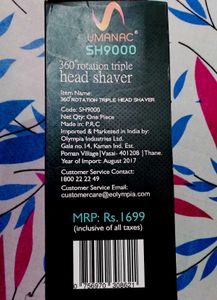 UMANAC®
SH9000
360° rotation triple
head shaver
Item Name:
360° ROTATION TRIPLE HEAD SHAVER
Code: SH9000
Net Qty: One Piece
Made in: P.R.C
Imported & Marketed in India by:
Olympia Industries Ltd.
Gala no.14, Kaman Ind. Est.
Poman Village|Vasai- 401208: Thane.
Year of Import: August 2017
Customer Service Contact:
1800 22 22 49
Customer Service Email:
customercare@eolympia.com
MRP: Rs.1699
(inclusive of all taxes)